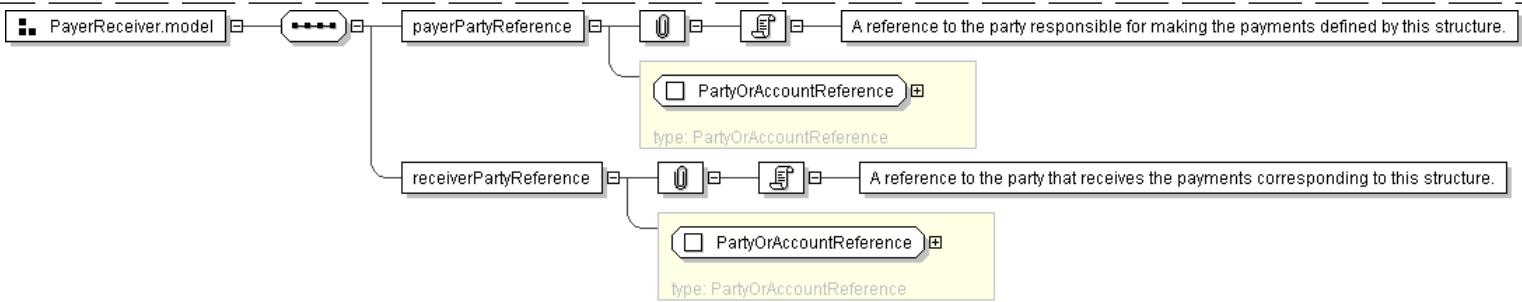 PayerReceiver.model
payerPartyReference
A reference to the party responsible for making the payments defined by this structure.
PartyOrAccountReference
type: PartyOrAccountReference
receiverPartyReference
A reference to the party that receives the payments corresponding to this structure.
PartyOrAccountReference
type: PartyOrAccountReference